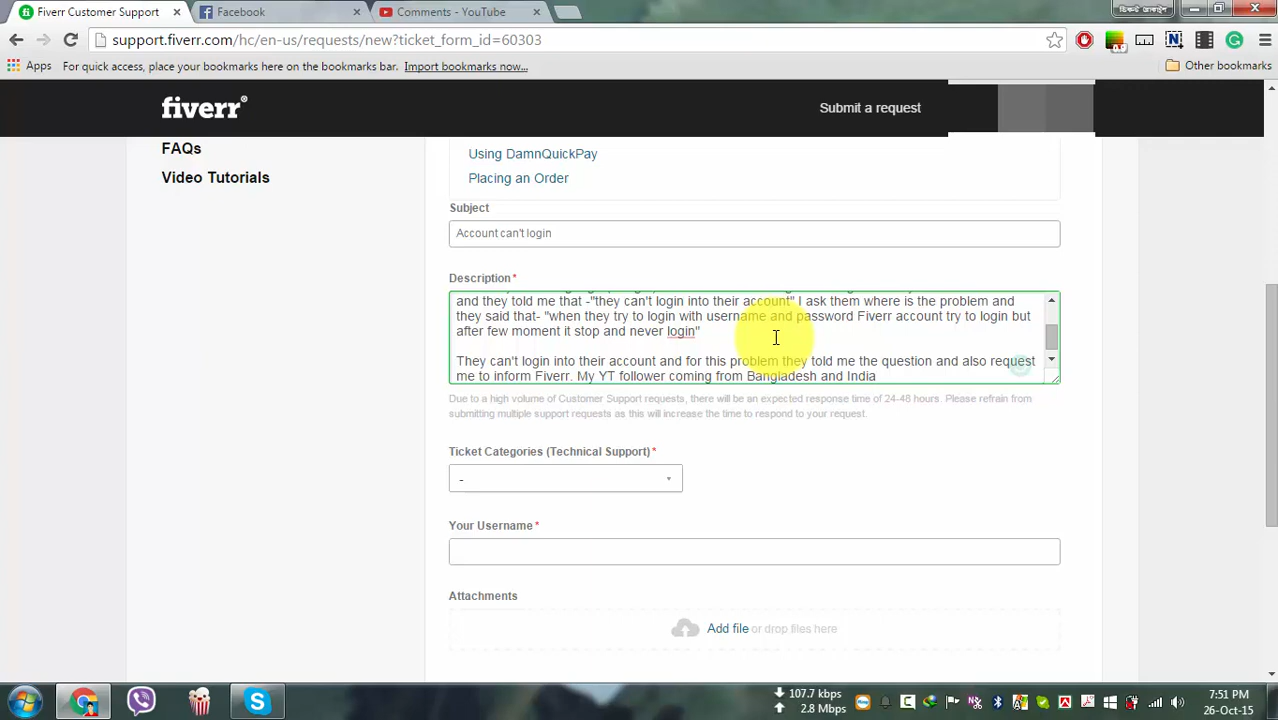 Fiverr Customer Support
Facebook
Comments - YouTube
support.fiverr.com/hc/en-us/requests/new?ticket_form_id=60303
Apps
For quick access, place your bookmarks here on the bookmarks bar. Import bookmarks now...
Other bookmarks
fiverr®
Submit a request
FAQs
Video Tutorials
Using DamnQuickPay
Placing an Order
Subject
Account can't login
Description*
and they told me that -"they can't login into their account" I ask them where is the problem and
they said that- "when they try to login with username and password Fiverr account try to login but
after few moment it stop and never login"
They can't login into their account and for this problem they told me the question and also request
me to inform Fiverr. My YT follower coming from Bangladesh and India
Due to a high volume of Customer Support requests, there will be an expected response time of 24-48 hours. Please refrain from
submitting multiple support requests as this will increase the time to respond to your request.
Ticket Categories (Technical Support)*
-
Your Username*
Attachments
Add file or drop files here
107.7 kbps
2.8 Mbps
7:51 PM
26-Oct-15